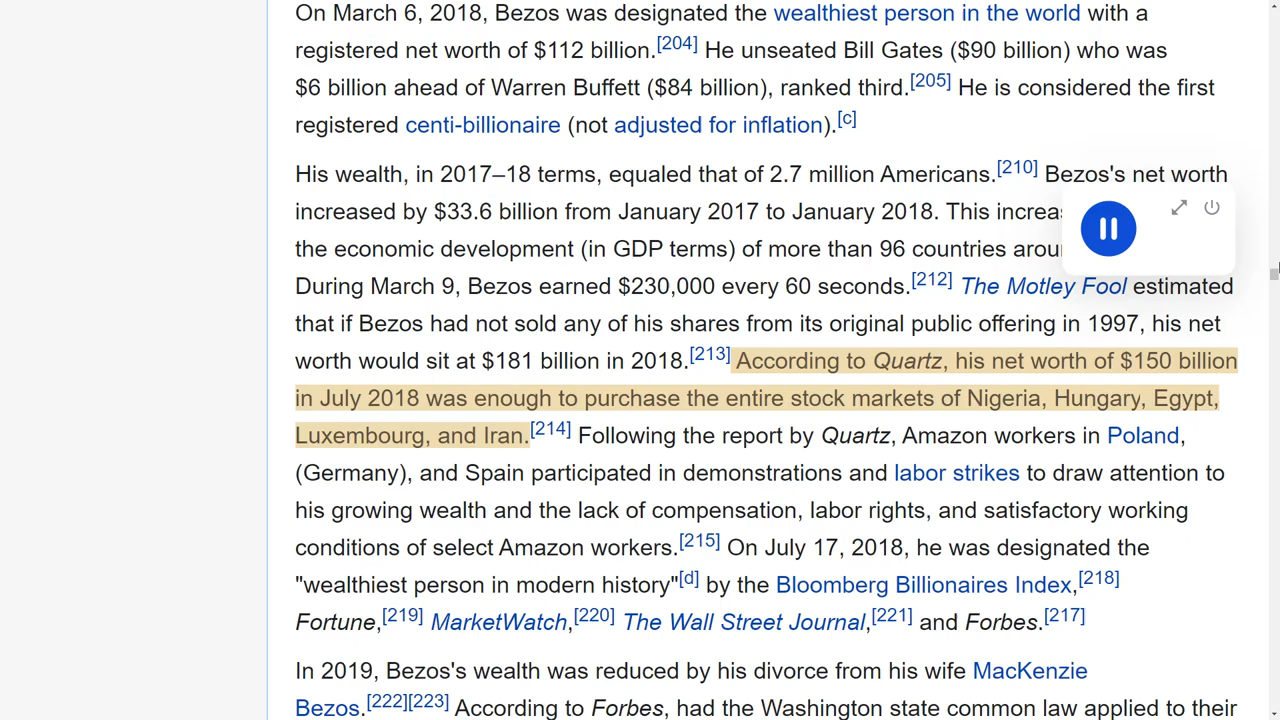 On March 6, 2018, Bezos was designated the wealthiest person in the world with a
registered net worth of $112 billion.[204] He unseated Bill Gates ($90 billion) who was
$6 billion ahead of Warren Buffett ($84 billion), ranked third.[205] He is considered the first
registered centi-billionaire (not adjusted for inflation).[c]
His wealth, in 2017–18 terms, equaled that of 2.7 million Americans.[210] Bezos's net worth
increased by $33.6 billion from January 2017 to January 2018. This
the economic development (in GDP terms) of more than 96 countries
During March 9, Bezos earned $230,000 every 60 seconds.[212] The Motley Fool estimated
that if Bezos had not sold any of his shares from its original public offering in 1997, his net
worth would sit at $181 billion in 2018.[213] According to Quartz, his net worth of $150 billion
in July 2018 was enough to purchase the entire stock markets of Nigeria, Hungary, Egypt,
Luxembourg, and Iran.[214] Following the report by Quartz, Amazon workers in Poland,
(Germany), and Spain participated in demonstrations and labor strikes to draw attention to
his growing wealth and the lack of compensation, labor rights, and satisfactory working
conditions of select Amazon workers.[215] On July 17, 2018, he was designated the
"wealthiest person in modern history"[d] by the Bloomberg Billionaires Index,[218]
Fortune,[219] MarketWatch,[220] The Wall Street Journal,[221] and Forbes.[217]
In 2019, Bezos's wealth was reduced by his divorce from his wife MacKenzie
Bezos.[222][223] According to Forbes, had the Washington state common law applied to their